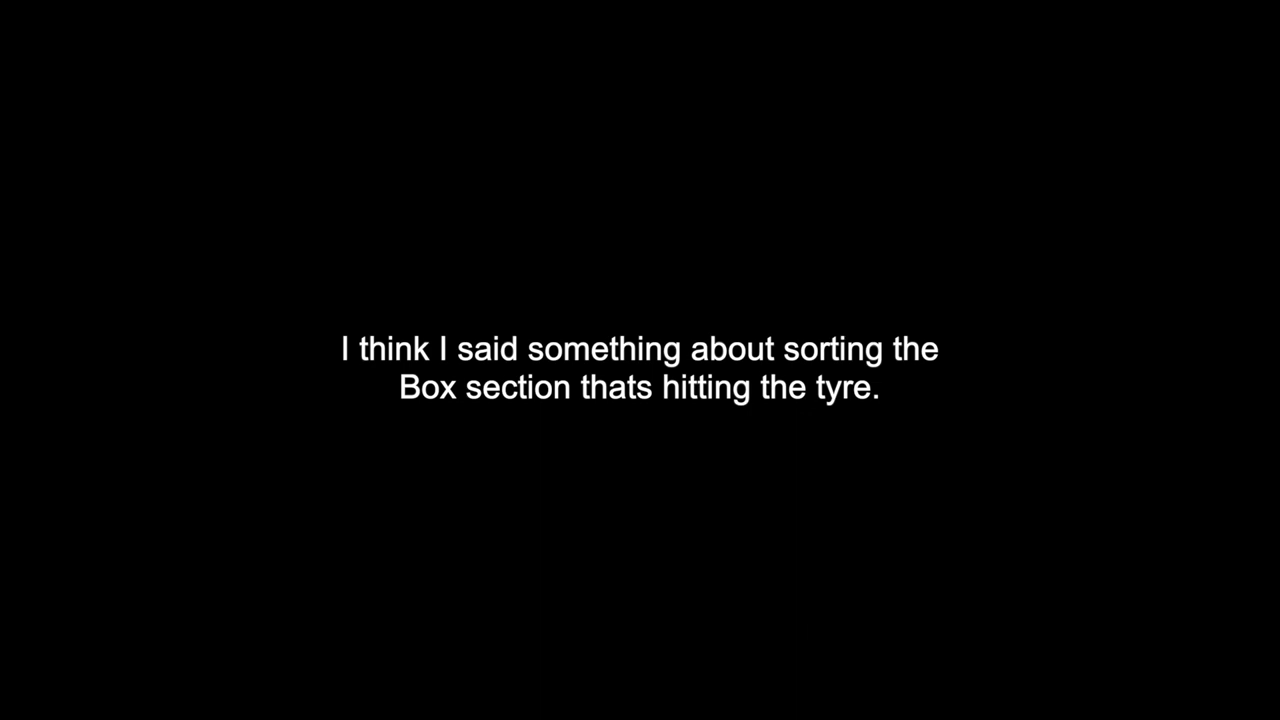 I think I said something about sorting the
Box section thats hitting the tyre.